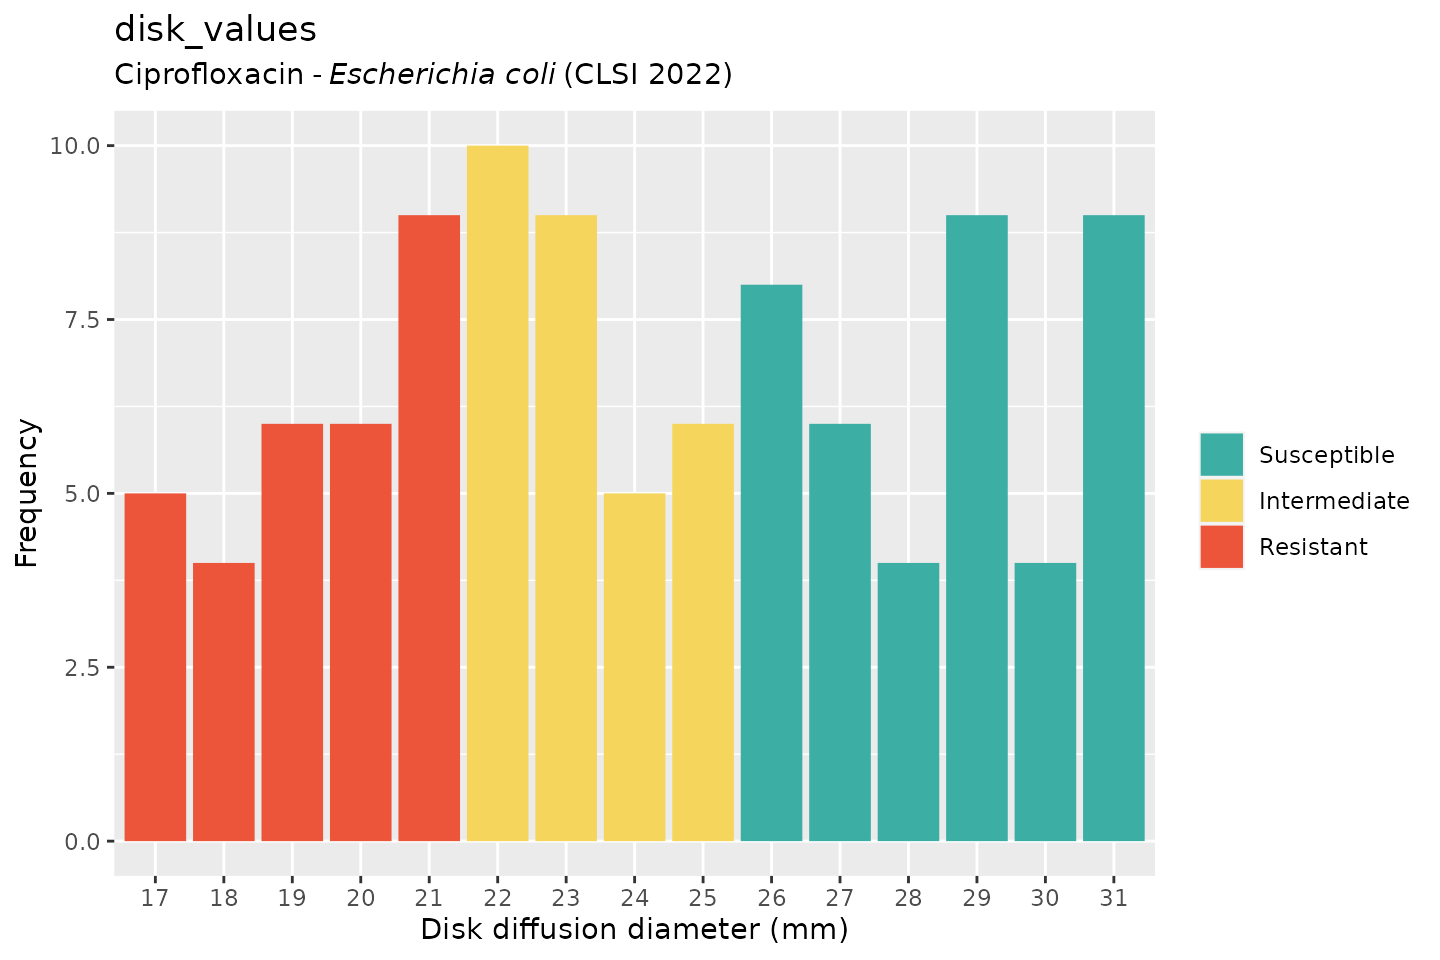 disk_values
Ciprofloxacin - Escherichia coli (CLSI 2022)
Frequency
10.0
7.5
5.0
2.5
0.0
17 18 19 20 21 22 23 24 25 26 27 28 29 30 31
Disk diffusion diameter (mm)
Susceptible
Intermediate
Resistant